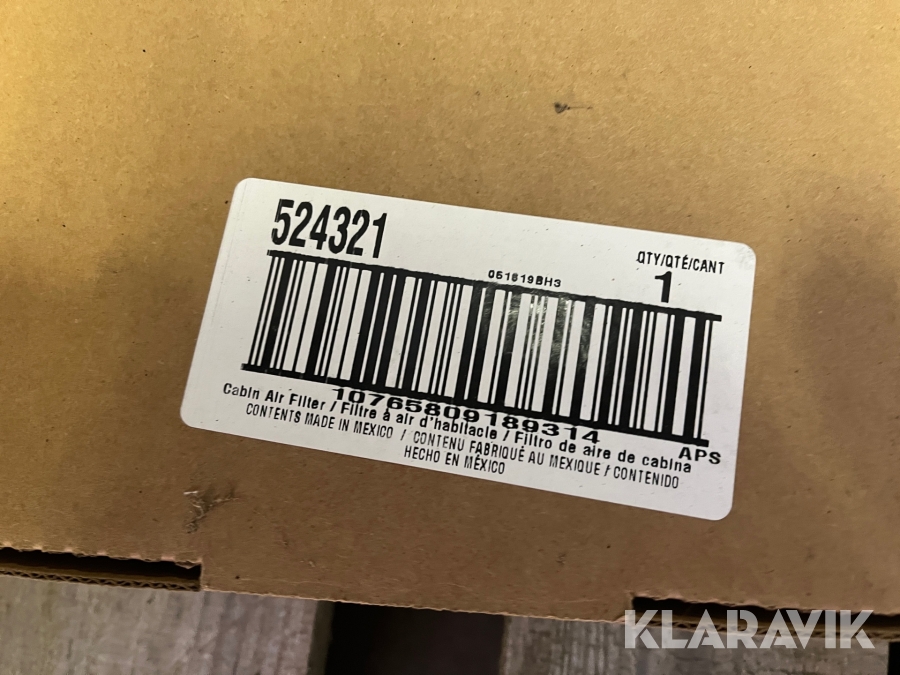 524321
QTY/QTÉ/CANT
051819BH3
1
10765809189314
APS
Cabin Air Filter / Filtre à air d'habitacle / Filtro de aire de cabina
CONTENTS MADE IN MEXICO / CONTENU FABRIQUÉ AU MEXIQUE / CONTENIDO
HECHO EN MÉXICO
KLARAVIK